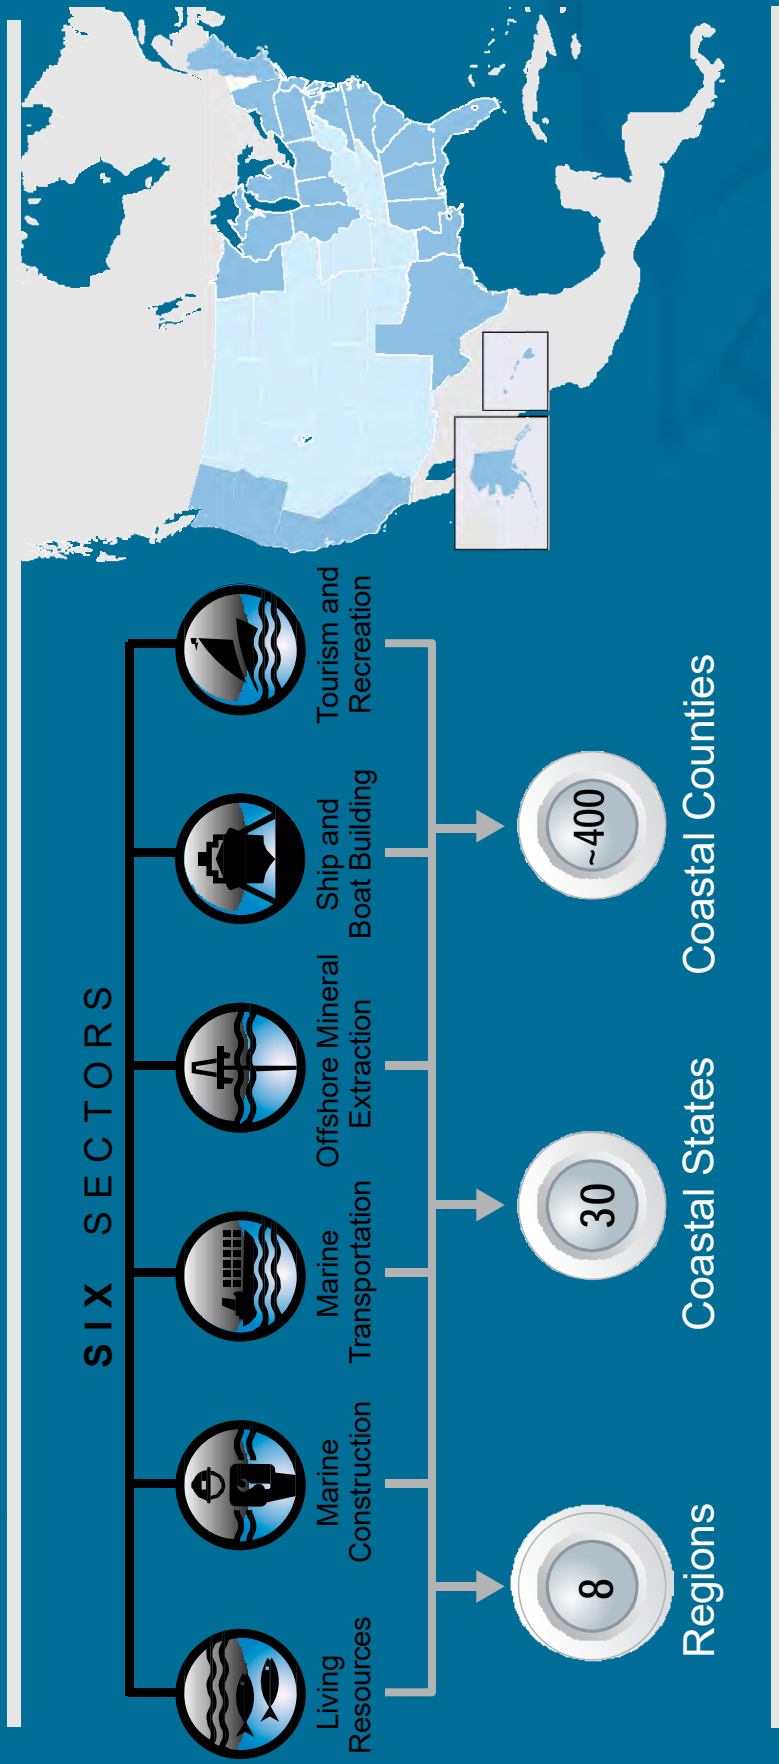 SIX SECTORS
Living
Resources
Marine
Construction
Marine
Transportation
Offshore Mineral
Extraction
Ship and
Boat Building
Tourism and
Recreation
8
Regions
30
Coastal States
~400
Coastal Counties